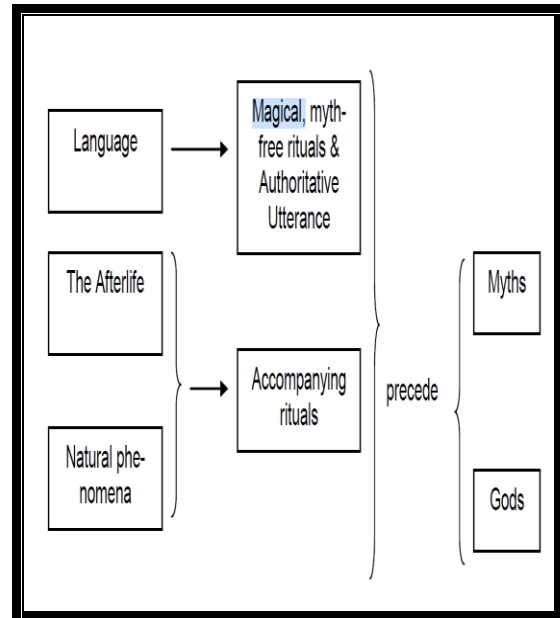 Language
Magical, myth-
free rituals &
Authoritative
Utterance
The Afterlife
Natural phe-
nomena
Accompanying
rituals
precede
Myths
Gods